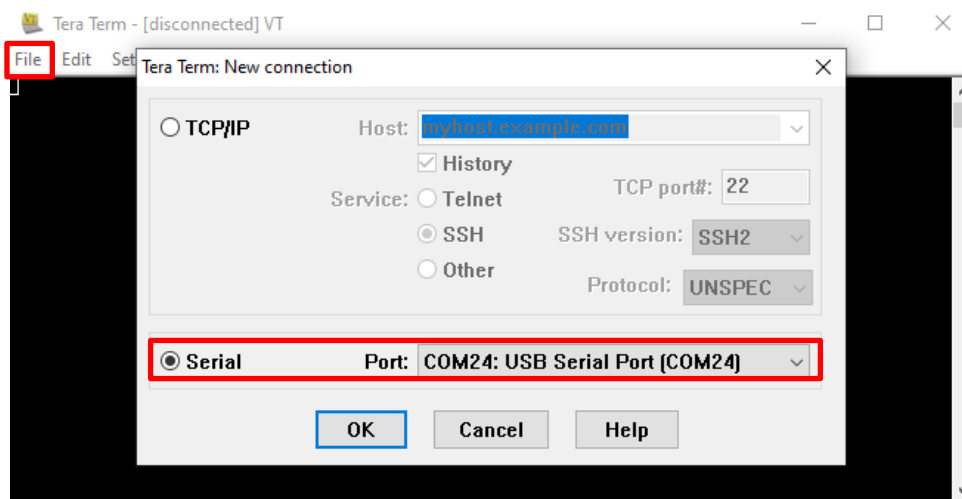 Tera Term - [disconnected] VT
File Edit Set
Tera Term: New connection
TCP/IP Host: myhost.example.com
History
Service: Telnet TCP port#: 22
SSH SSH version: SSH2
Other Protocol: UNSPEC
Serial Port: COM24: USB Serial Port (COM24)
OK Cancel Help